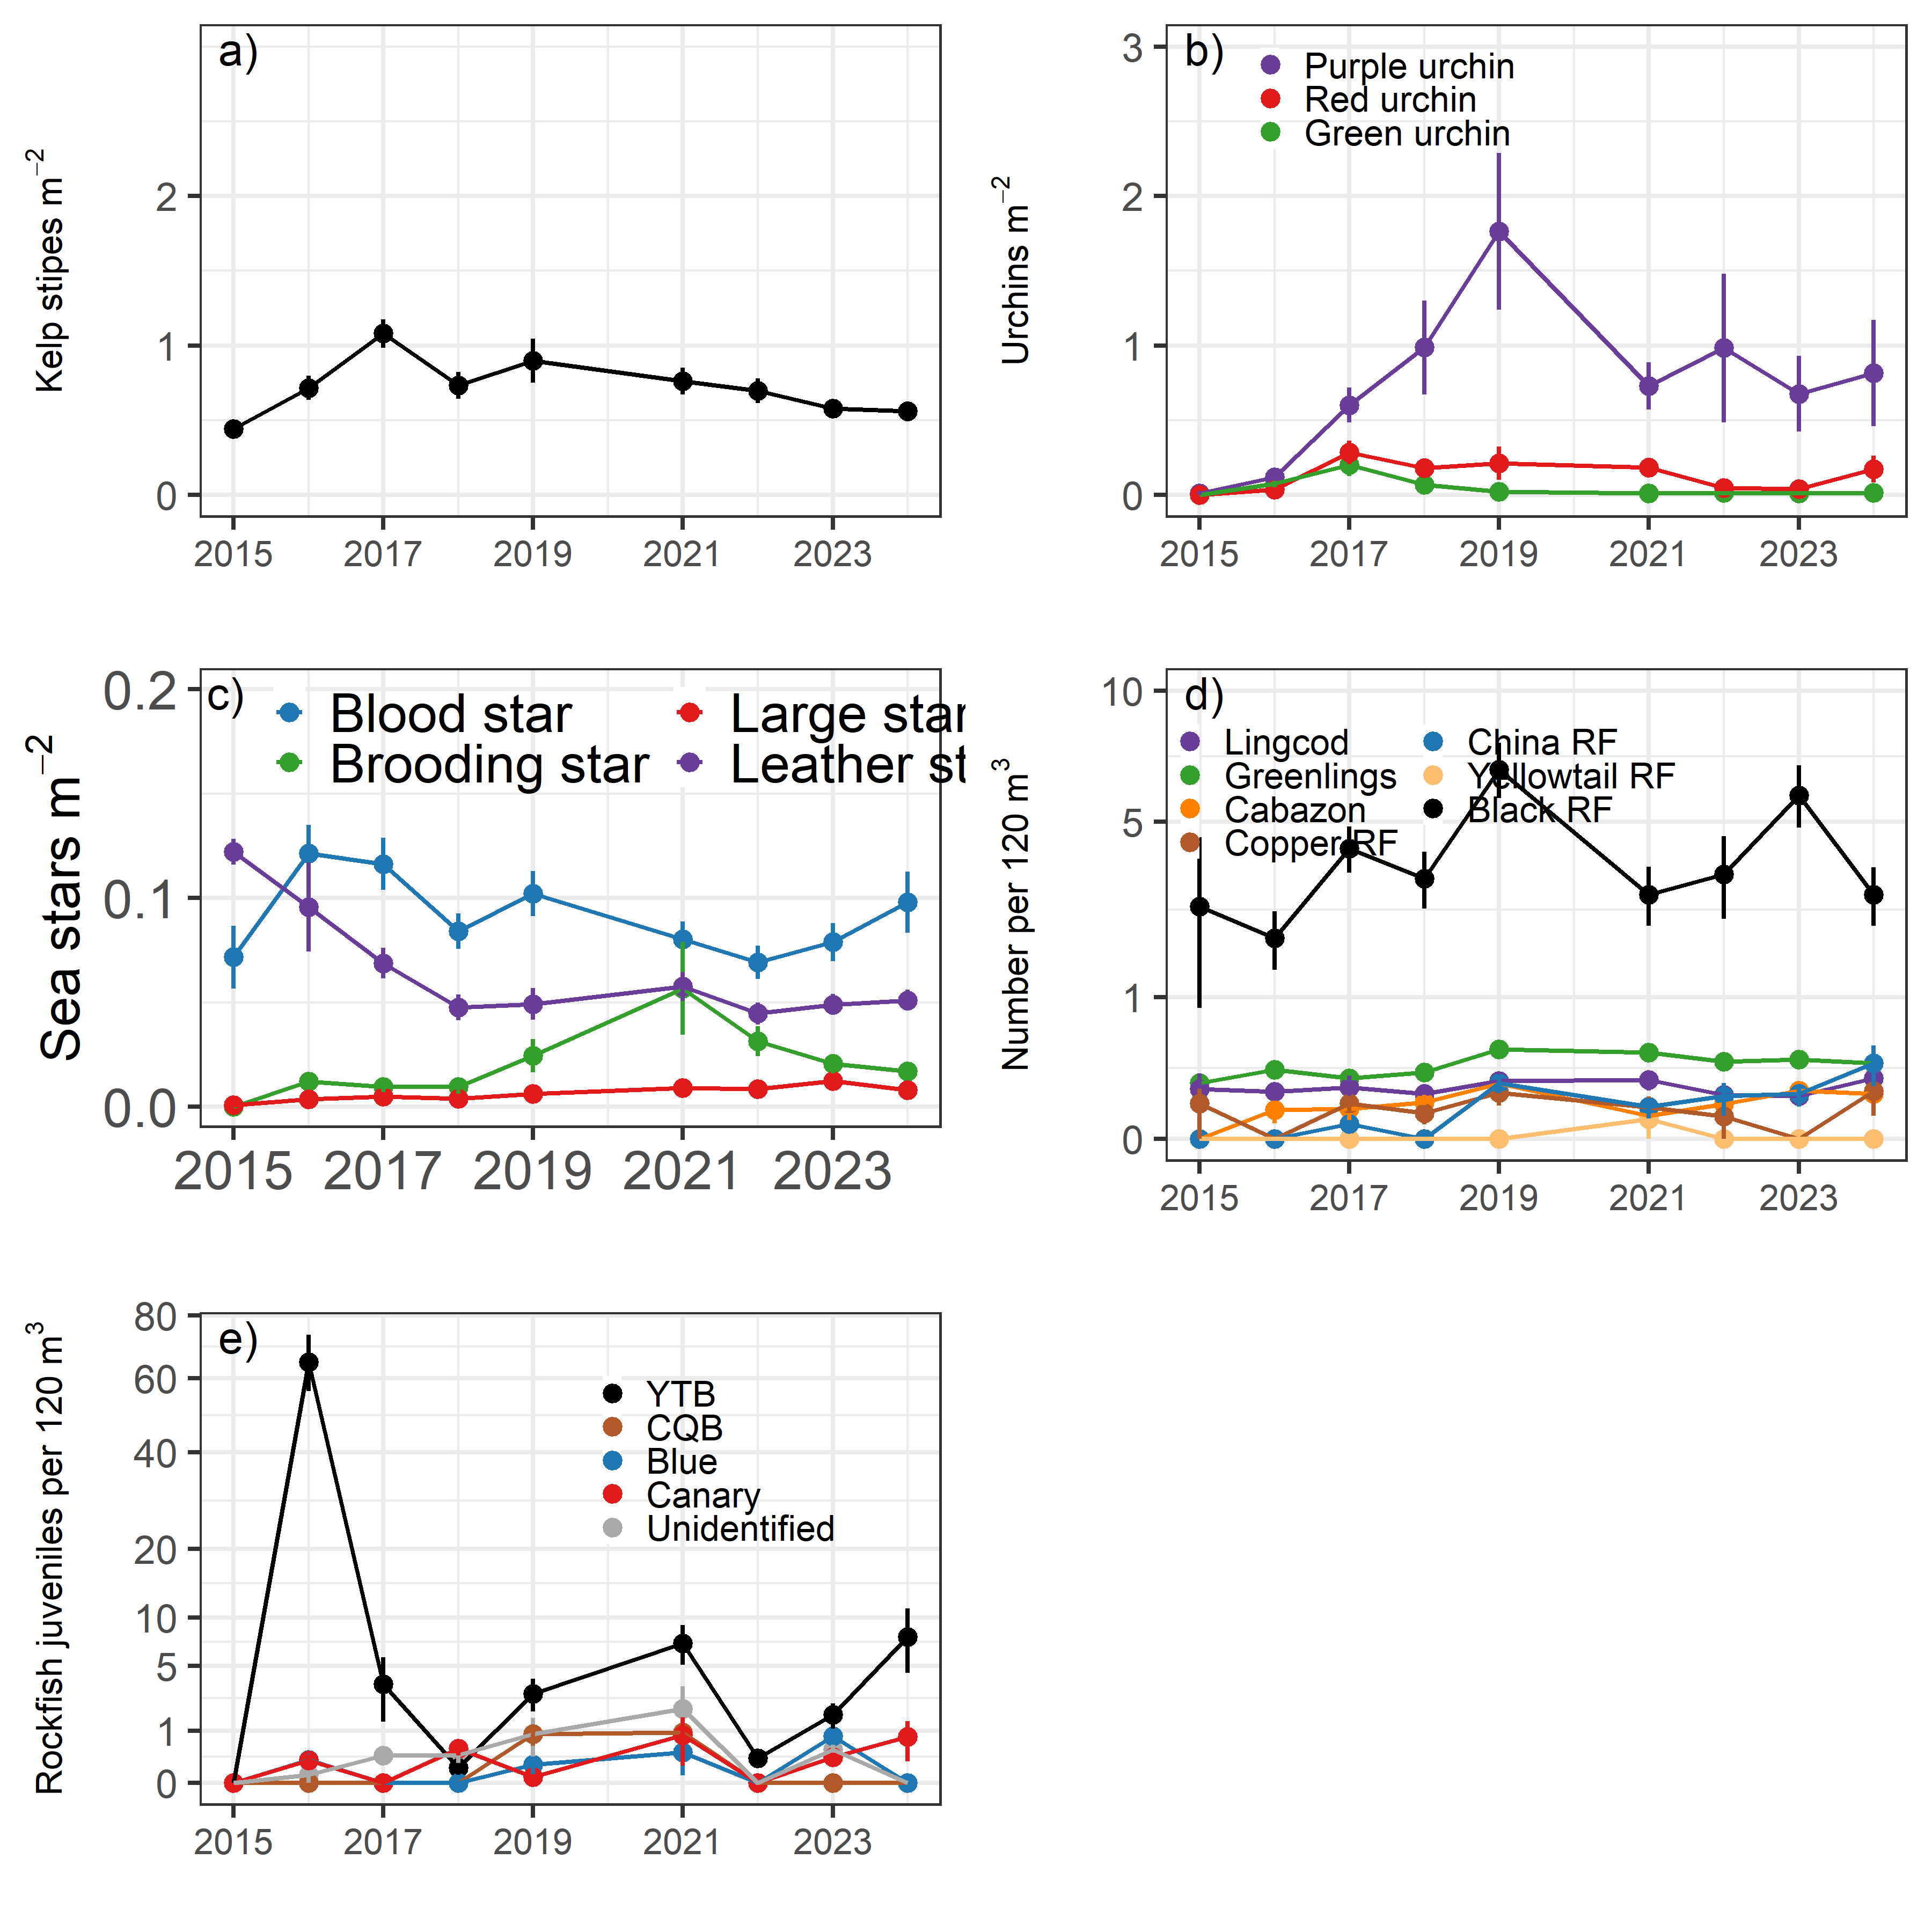 a)
Kelp stipes m−2
2
1
0
2015 2017 2019 2021 2023
b)
Purple urchin
Red urchin
Green urchin
Urchins m−2
3
2
1
0
2015 2017 2019 2021 2023
c)
Blood star Large star
Brooding star Leather st
Sea stars m−2
0.2
0.1
0.0
2015 2017 2019 2021 2023
d)
Lingcod China RF
Greenlings Yellowtail RF
Cabazon Black RF
Copper RF
Number per 120 m3
10
5
1
0
2015 2017 2019 2021 2023
e)
YTB
CQB
Blue
Canary
Unidentified
Rockfish juveniles per 120 m3
80
60
40
20
10
5
1
0
2015 2017 2019 2021 2023